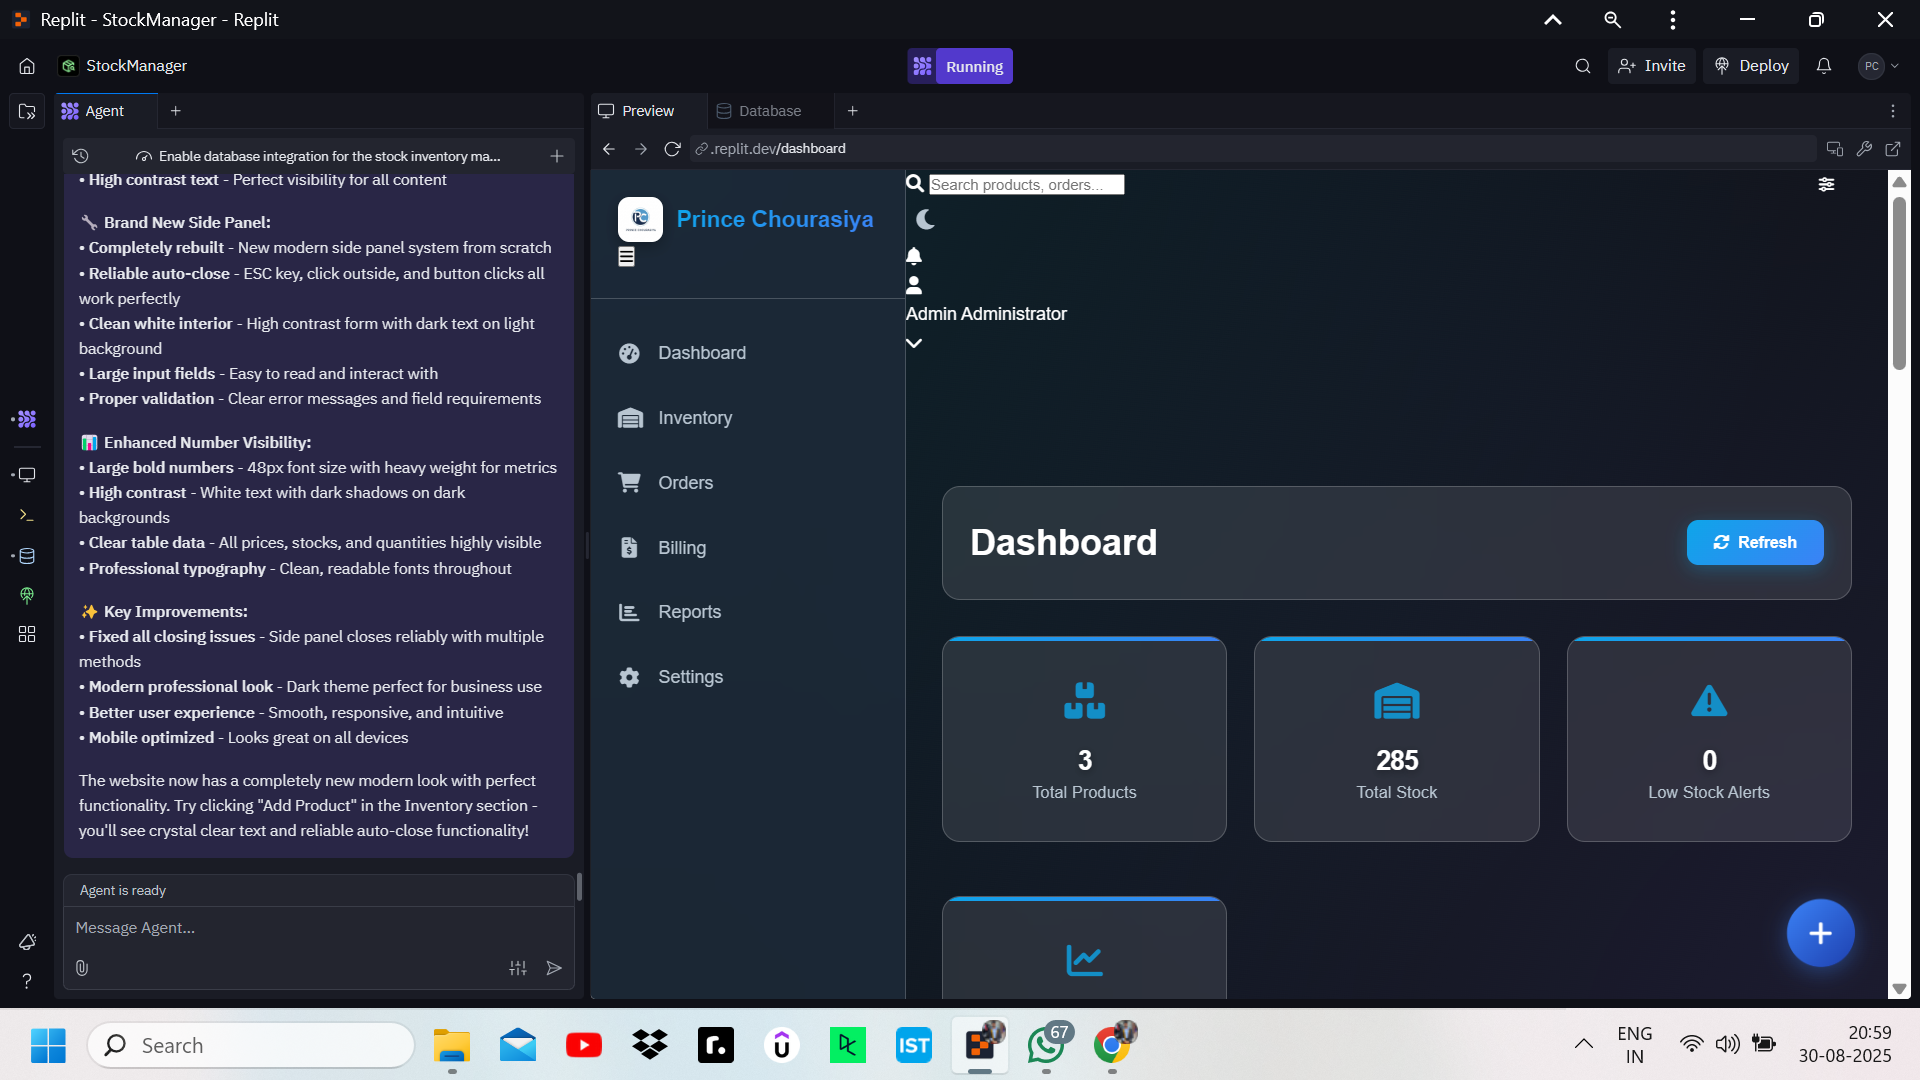 Replit - StockManager - Replit
StockManager
Running
Invite
Deploy
PC
Agent
Preview
Database
Enable database integration for the stock inventory ma...
.replit.dev/dashboard
• High contrast text - Perfect visibility for all content
🔧 Brand New Side Panel:
• Completely rebuilt - New modern side panel system from scratch
• Reliable auto-close - ESC key, click outside, and button clicks all
work perfectly
• Clean white interior - High contrast form with dark text on light
background
• Large input fields - Easy to read and interact with
• Proper validation - Clear error messages and field requirements
📊 Enhanced Number Visibility:
• Large bold numbers - 48px font size with heavy weight for metrics
• High contrast - White text with dark shadows on dark
backgrounds
• Clear table data - All prices, stocks, and quantities highly visible
• Professional typography - Clean, readable fonts throughout
✨ Key Improvements:
• Fixed all closing issues - Side panel closes reliably with multiple
methods
• Modern professional look - Dark theme perfect for business use
• Better user experience - Smooth, responsive, and intuitive
• Mobile optimized - Looks great on all devices
The website now has a completely new modern look with perfect
functionality. Try clicking "Add Product" in the Inventory section -
you'll see crystal clear text and reliable auto-close functionality!
Agent is ready
Message Agent...
Prince Chourasiya
Dashboard
Inventory
Orders
Billing
Reports
Settings
Search products, orders...
Admin Administrator
Dashboard
Refresh
3
Total Products
285
Total Stock
0
Low Stock Alerts
Search
IST
67
ENG
IN
20:59
30-08-2025